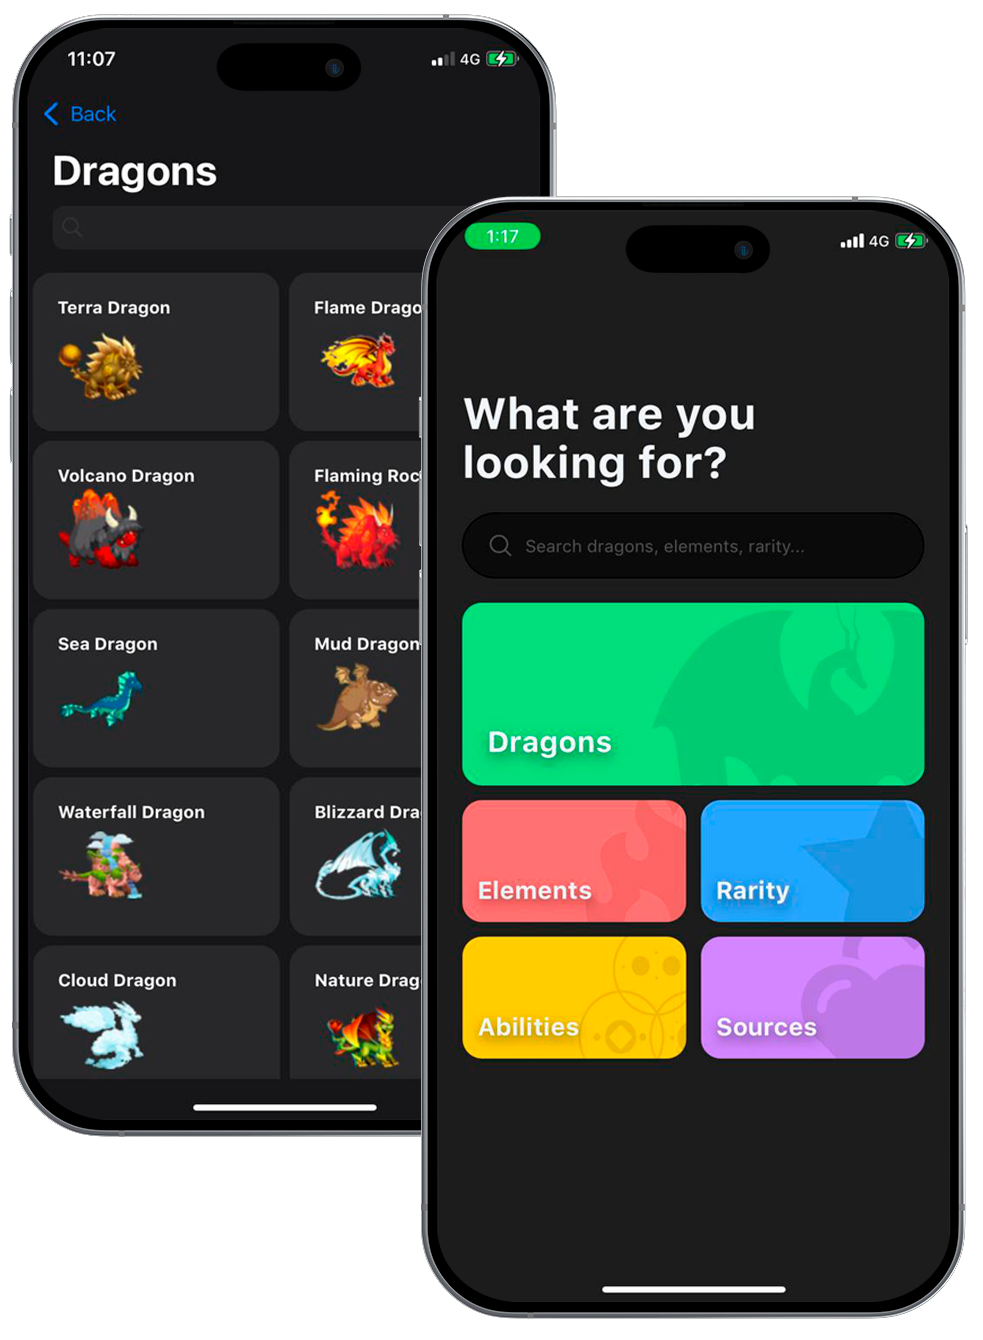 11:07
4G
Back
Dragons
Terra Dragon
Flame Drago
Volcano Dragon
Flaming Roc
Sea Dragon
Mud Dragon
Waterfall Dragon
Blizzard Dra
Cloud Dragon
Nature Drag
1:17
4G
What are you
looking for?
Search dragons, elements, rarity...
Dragons
Elements
Rarity
Abilities
Sources